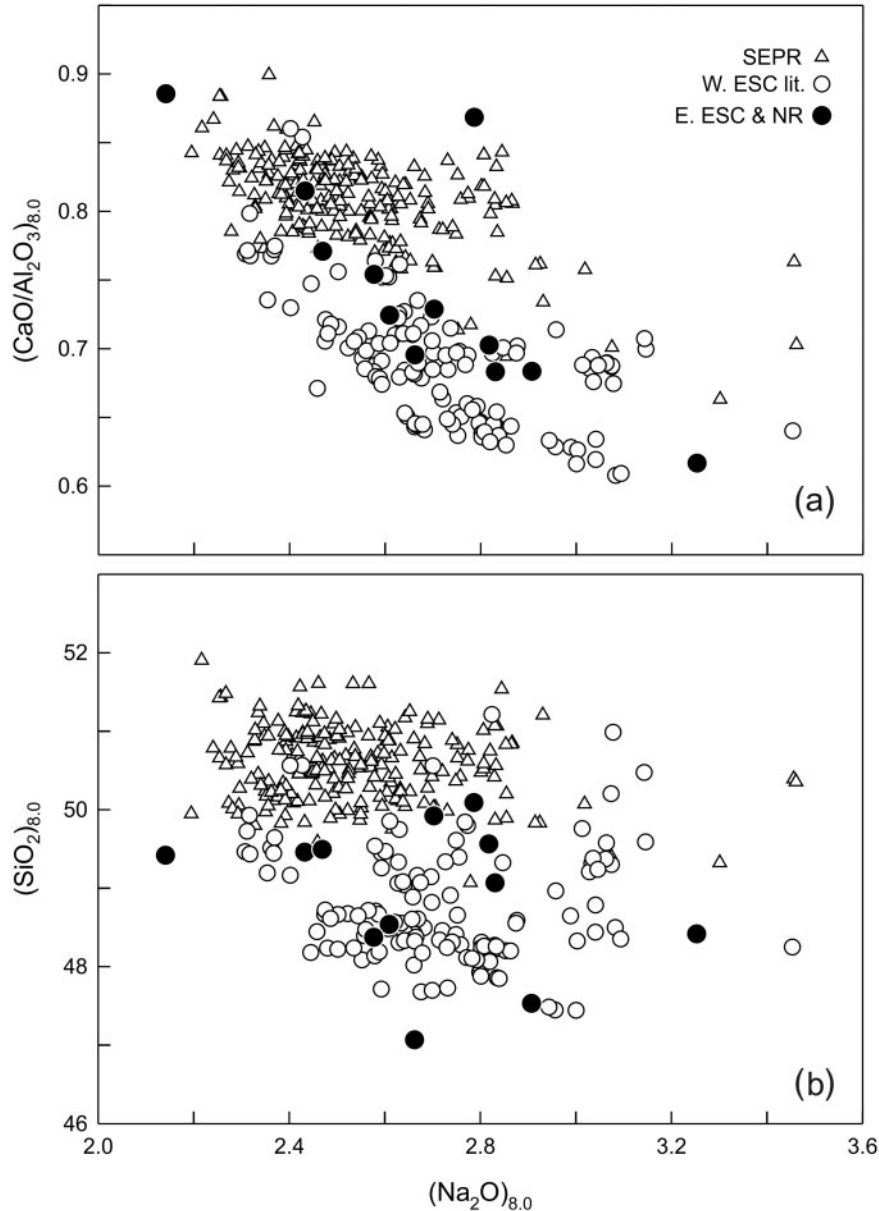 0.9
0.8
0.7
0.6
(CaO/Al₂O₃)₈.₀
SEPR
W. ESC lit.
E. ESC & NR
(a)
52
50
48
46
(SiO₂)₈.₀
(b)
2.0 2.4 2.8 3.2 3.6
(Na₂O)₈.₀